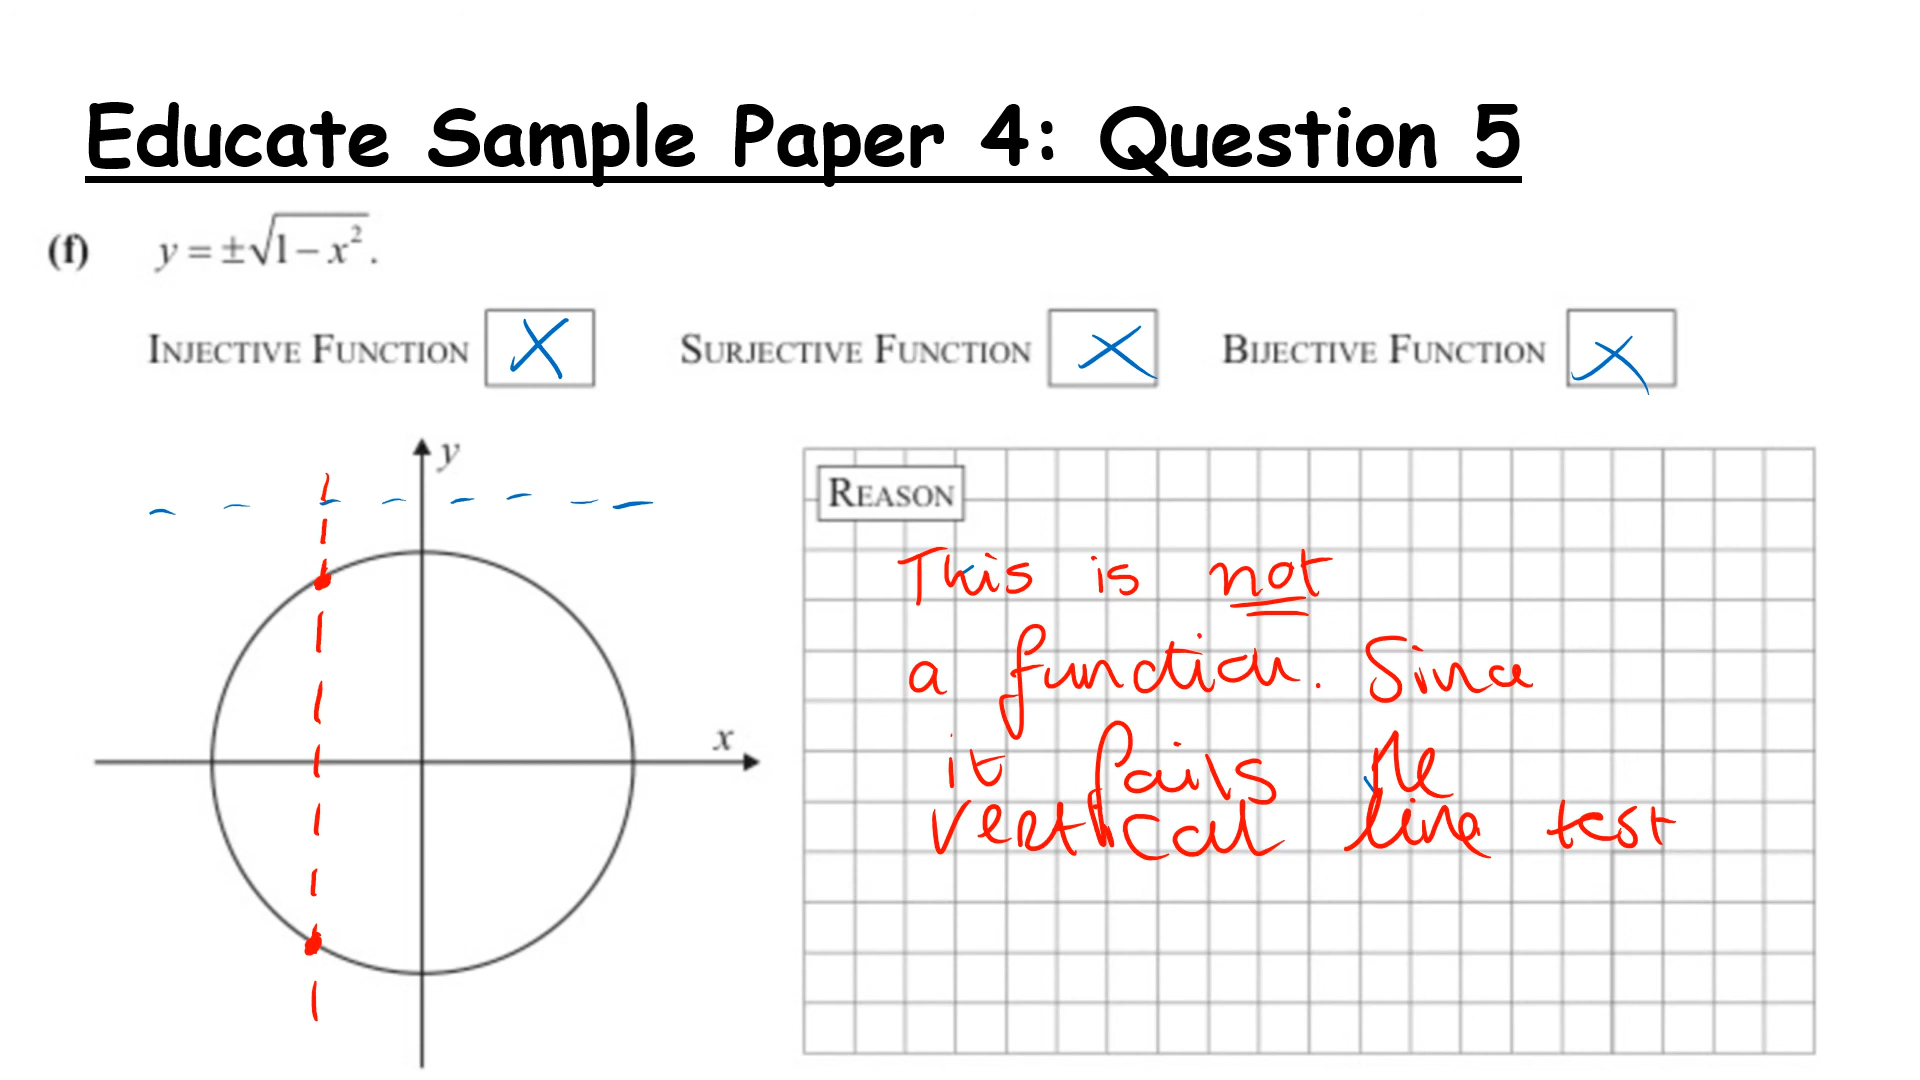 Educate Sample Paper 4: Question 5
(f) y = ±√1 − x².
INJECTIVE FUNCTION X SURJECTIVE FUNCTION X BIJECTIVE FUNCTION X
y
x
REASON
This is not
a function. Since
it fails the
vertical line test